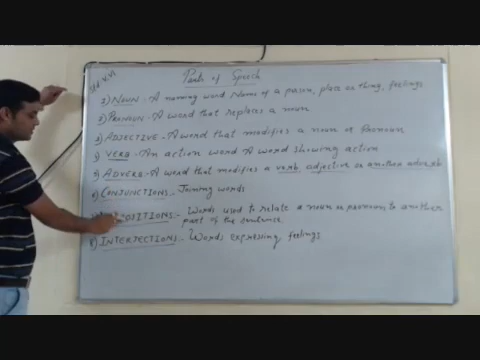 Std V, VI
Parts of Speech
1) NOUN - A naming word Name of a person, place or thing, feelings
2) PRONOUN - A word that replaces a noun
3) ADJECTIVE - A word that modifies a noun or Pronoun
4) VERB - An action word A word showing action
5) ADVERB - A word that modifies a verb adjective or another adverb
6) CONJUNCTIONS - Joining words
Words used to relate a noun or pronoun to another
part of the sentence
8) INTERJECTIONS - Words expressing feelings